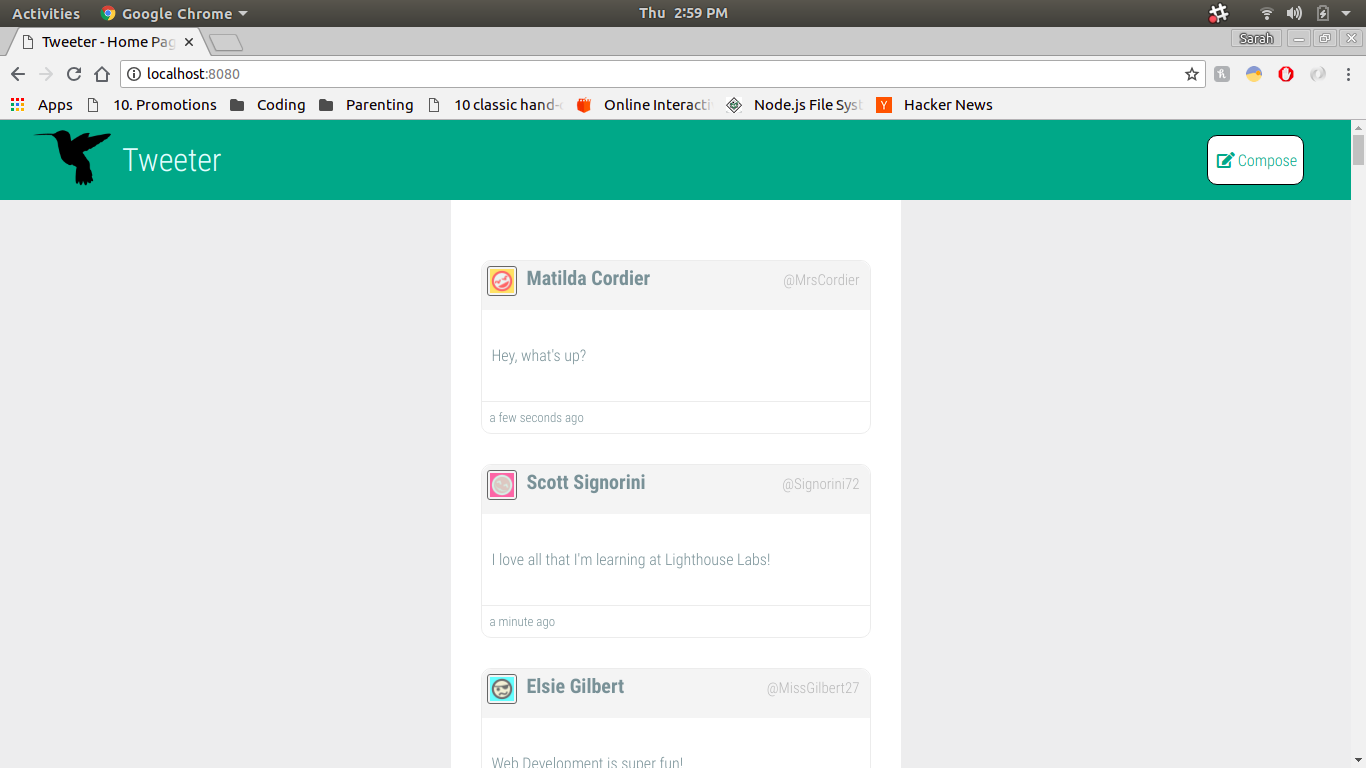 Activities Google Chrome Thu 2:59 PM
Tweeter - Home Pag Sarah
localhost:8080
Apps 10. Promotions Coding Parenting 10 classic hand- Online Interacti Node.js File Syst Y Hacker News
Tweeter Compose
Matilda Cordier @MrsCordier
Hey, what's up?
a few seconds ago
Scott Signorini @Signorini72
I love all that I'm learning at Lighthouse Labs!
a minute ago
Elsie Gilbert @MissGilbert27
Web Development is super fun!